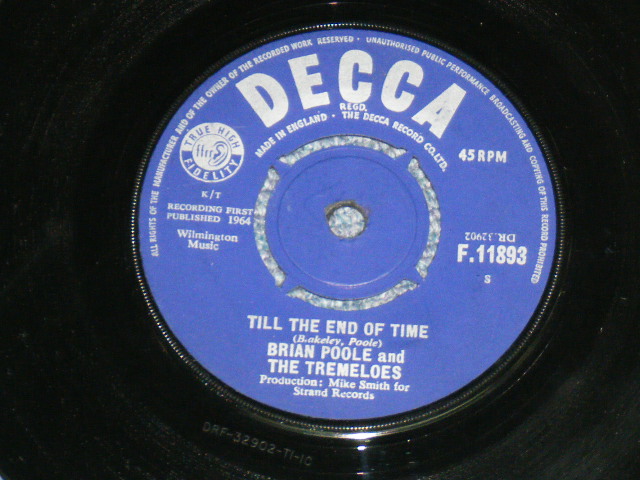 ALL RIGHTS OF THE MANUFACTURER AND OF THE OWNER OF THE RECORDED WORK RESERVED · UNAUTHORISED PUBLIC PERFORMANCE BROADCASTING AND COPYING OF THIS RECORD PROHIBITED
DECCA
REGD.
MADE IN ENGLAND · THE DECCA RECORD CO. LTD.
TRUE HIGH
ffrr
FIDELITY
45 RPM
K/T
RECORDING FIRST
PUBLISHED 1964
Wilmington
Music
DR.32902
F.11893
S
TILL THE END OF TIME
(Blakeley, Poole)
BRIAN POOLE and
THE TREMELOES
Production: Mike Smith for
Strand Records
DRF-32902-T1-10